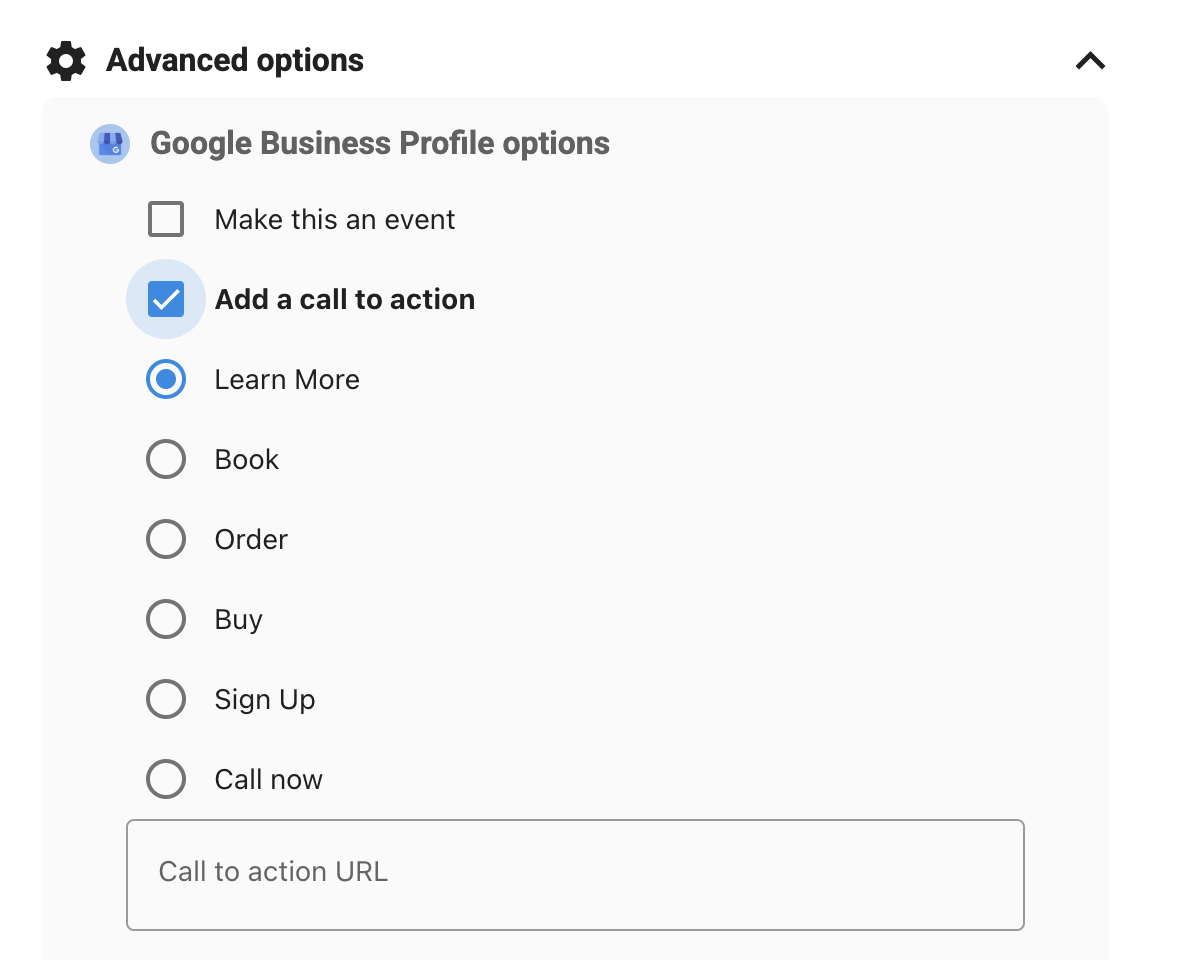 Advanced options
Google Business Profile options
Make this an event
Add a call to action
Learn More
Book
Order
Buy
Sign Up
Call now
Call to action URL